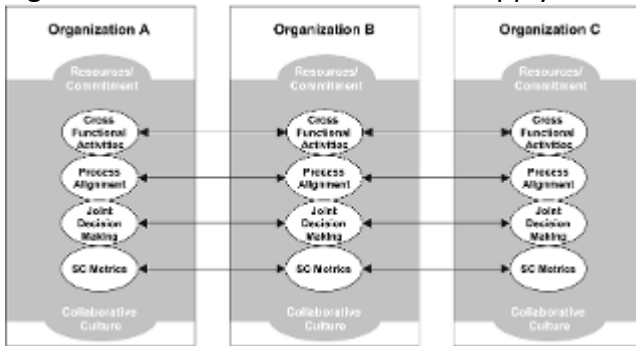 Organization A
Resources/
Commitment
Cross
Functional
Activities
Process
Alignment
Joint
Decision
Making
SC Metrics
Collaborative
Culture
Organization B
Resources/
Commitment
Cross
Functional
Activities
Process
Alignment
Joint
Decision
Making
SC Metrics
Collaborative
Culture
Organization C
Resources/
Commitment
Cross
Functional
Activities
Process
Alignment
Joint
Decision
Making
SC Metrics
Collaborative
Culture